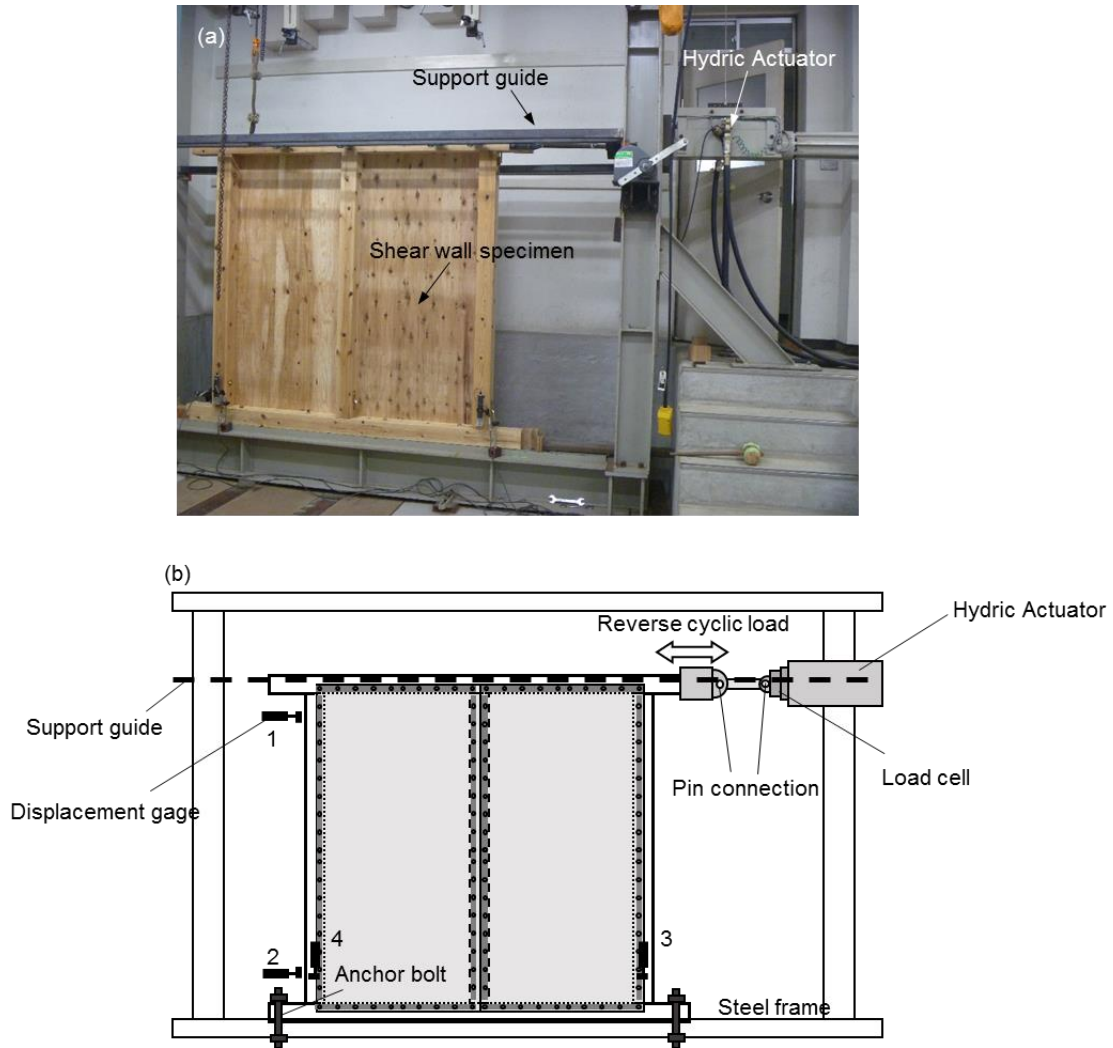 (a)
Hydric Actuator
Support guide
Shear wall specimen
(b)
Hydric Actuator
Reverse cyclic load
Support guide
1
Displacement gage
Pin connection
Load cell
4
3
2
Anchor bolt
Steel frame